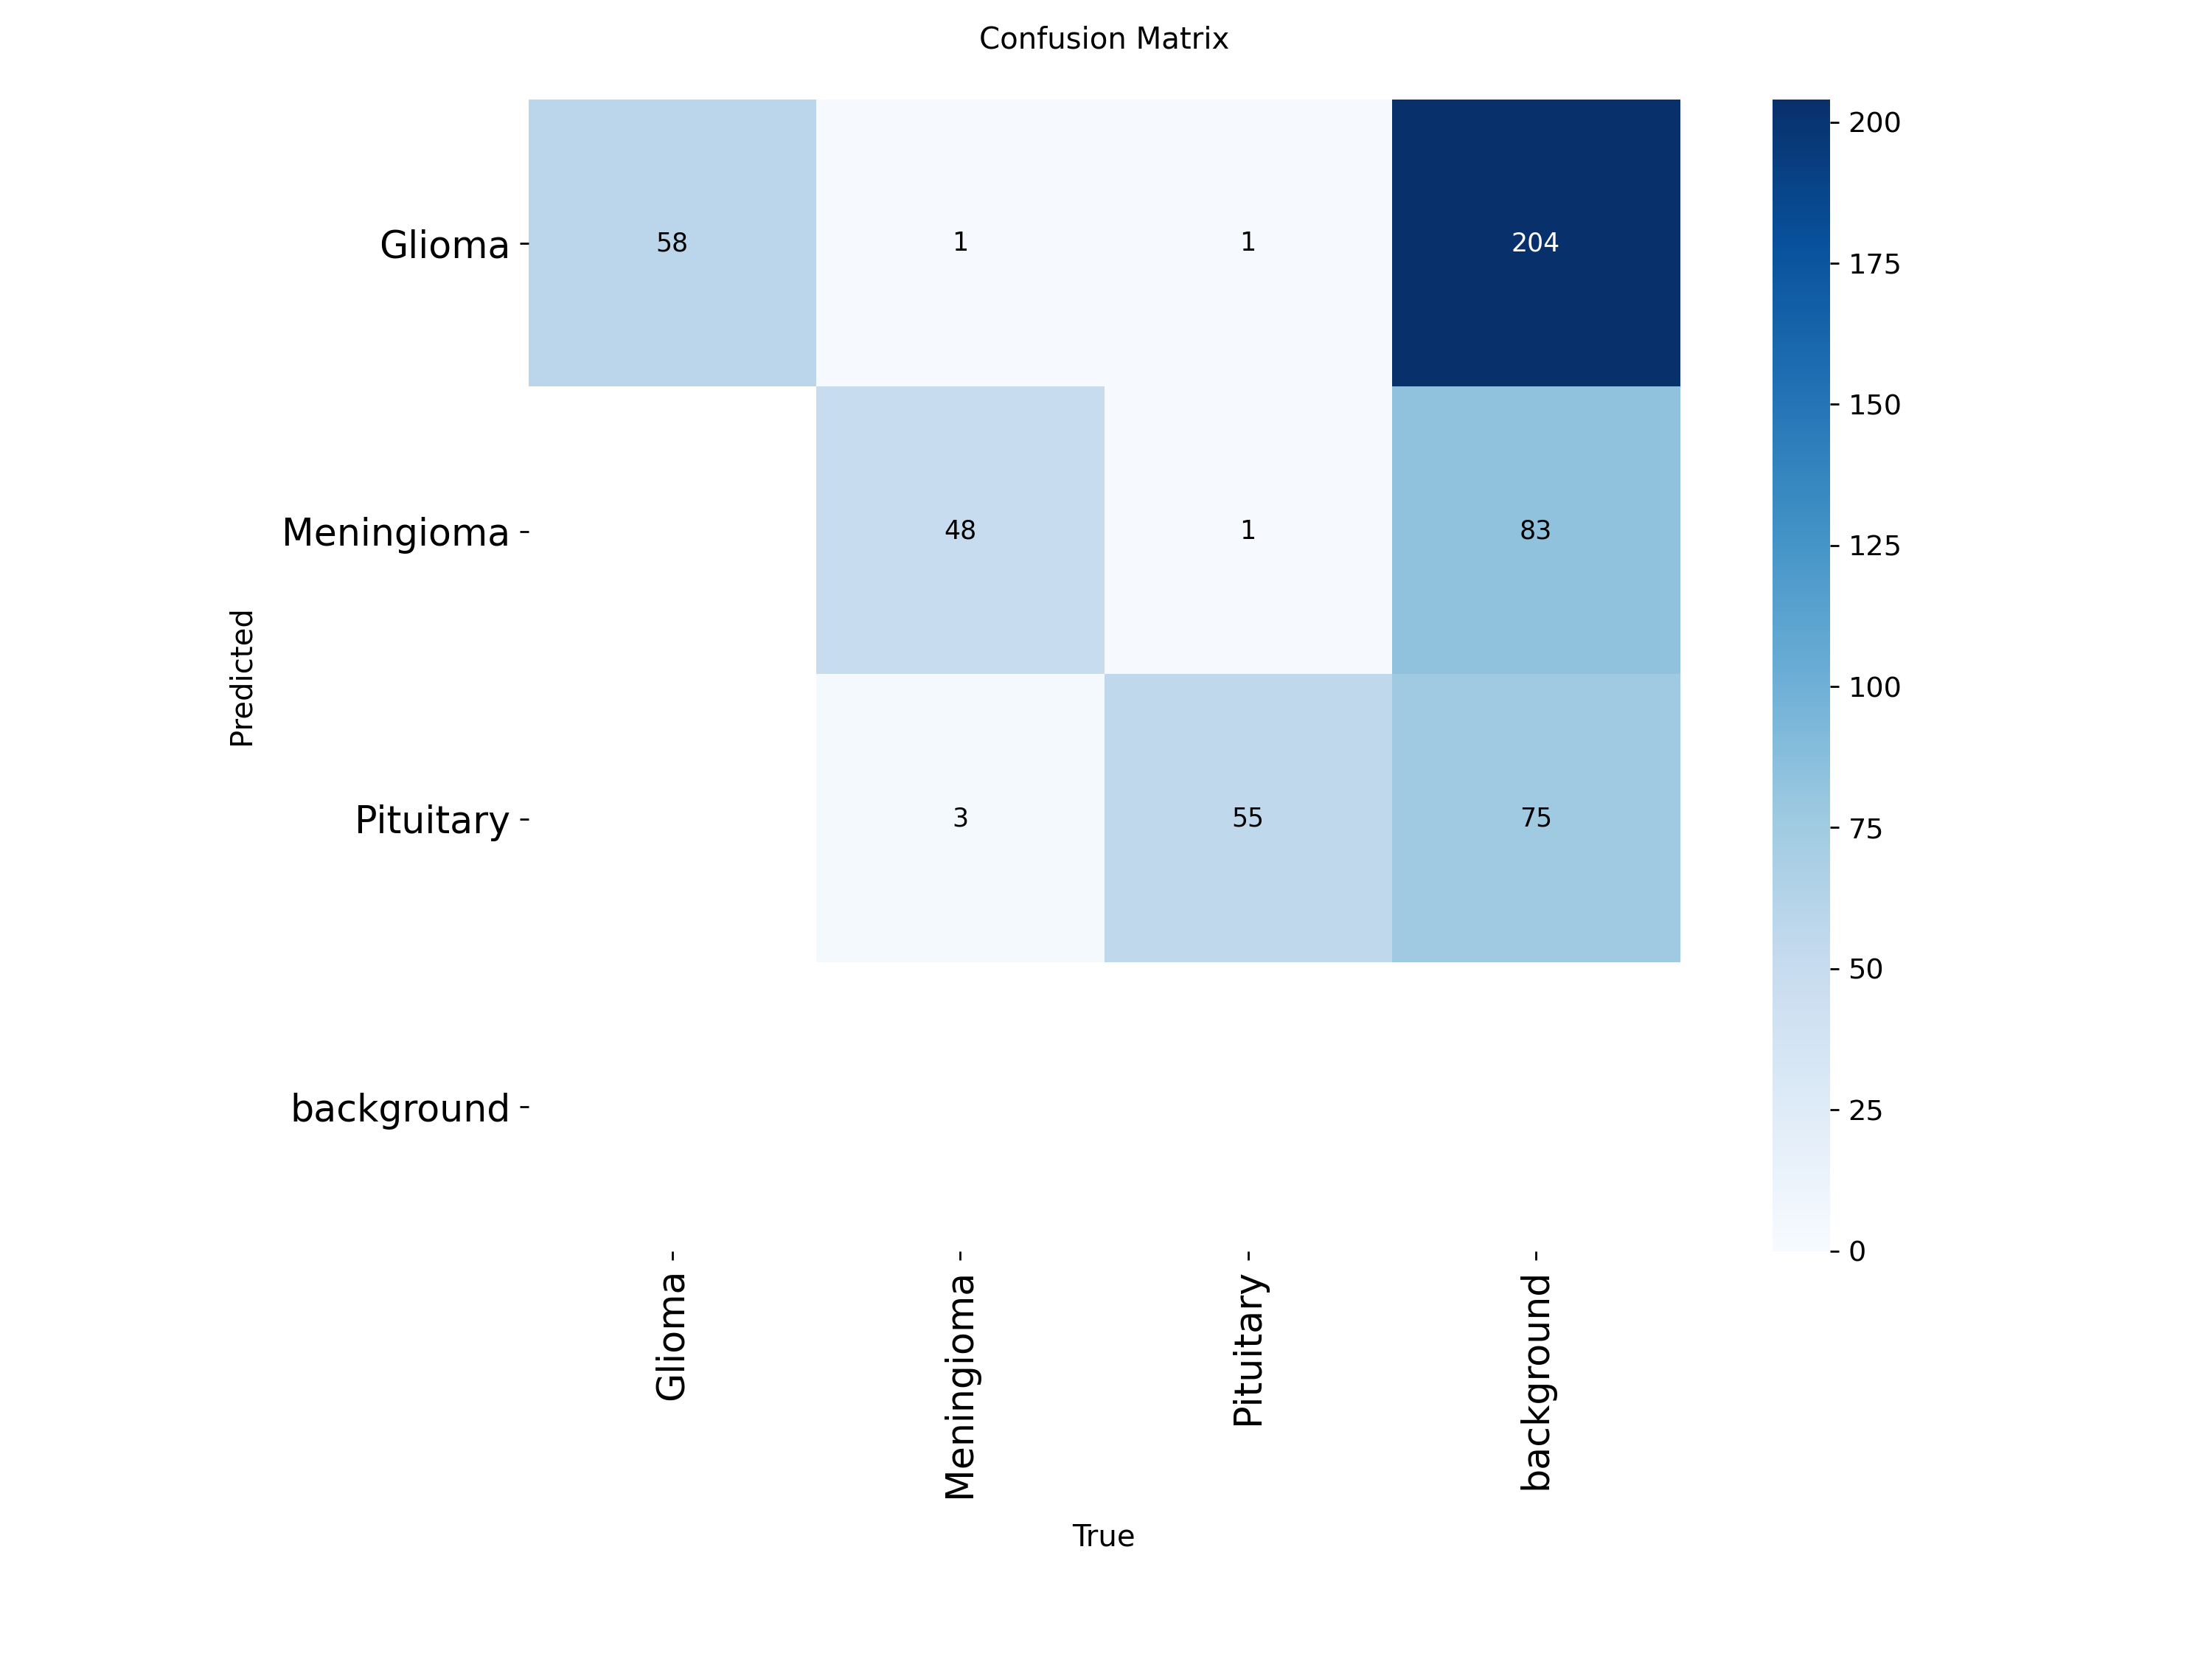 Confusion Matrix
Glioma
58
1
1
204
Meningioma
48
1
83
Pituitary
3
55
75
background
Predicted
Glioma
Meningioma
Pituitary
background
True
200
175
150
125
100
75
50
25
0